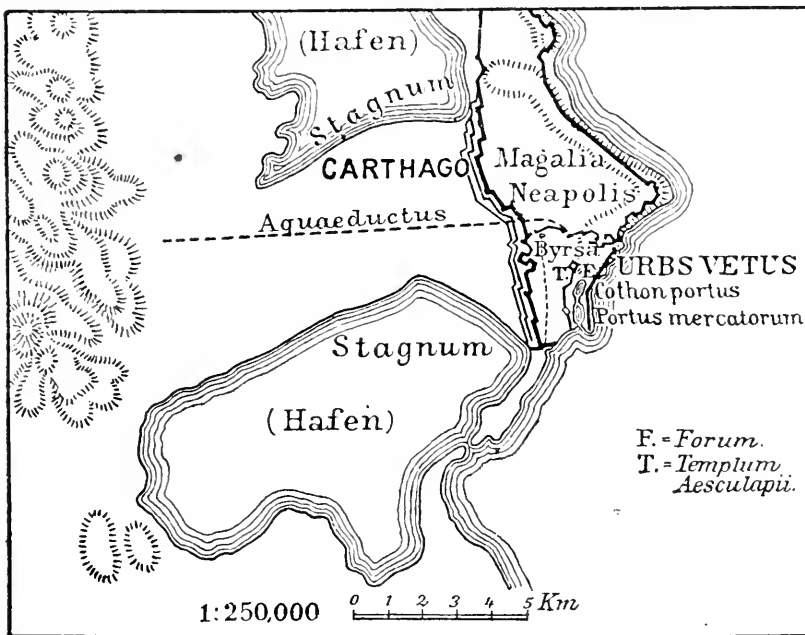 (Hafen)
Stagnum
CARTHAGO
Magalia
Neapolis
Aquaeductus
Byrsa
T. F.
URBS VETUS
Cothon portus
Portus mercatorum
Stagnum
(Hafen)
F. = Forum.
T. = Templum
Aesculapii.
1:250,000
0 1 2 3 4 5 Km